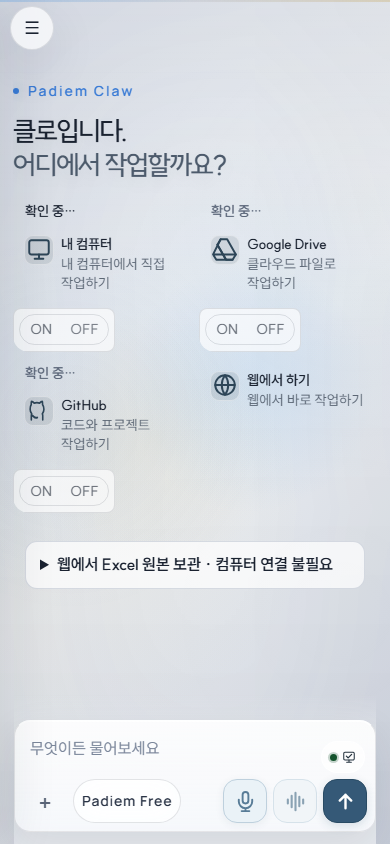 Padiem Claw
클로입니다.
어디에서 작업할까요?
확인 중…
내 컴퓨터
내 컴퓨터에서 직접
작업하기
ON OFF
확인 중…
Google Drive
클라우드 파일로
작업하기
ON OFF
확인 중…
GitHub
코드와 프로젝트
작업하기
ON OFF
웹에서 하기
웹에서 바로 작업하기
▶ 웹에서 Excel 원본 보관 · 컴퓨터 연결 불필요
무엇이든 물어보세요
+ Padiem Free